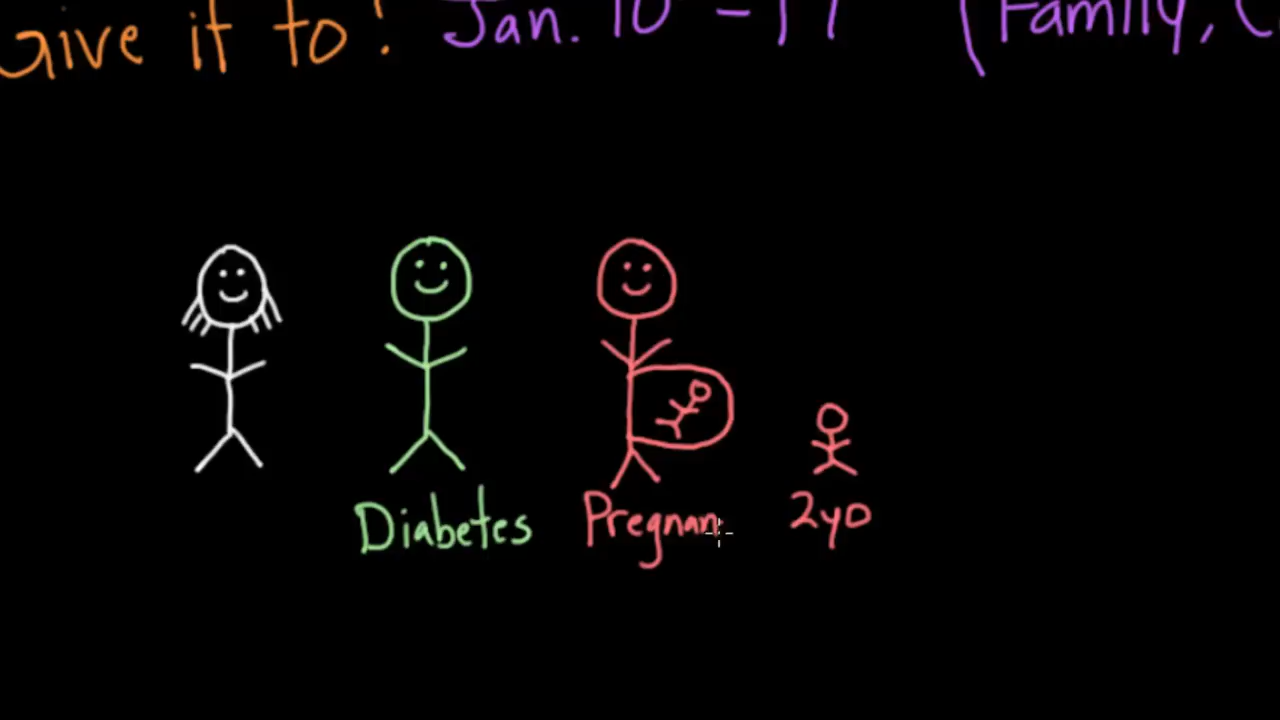 Give it to! Jan. 10 - 17 (Family, C
Diabetes Pregnan 2yo